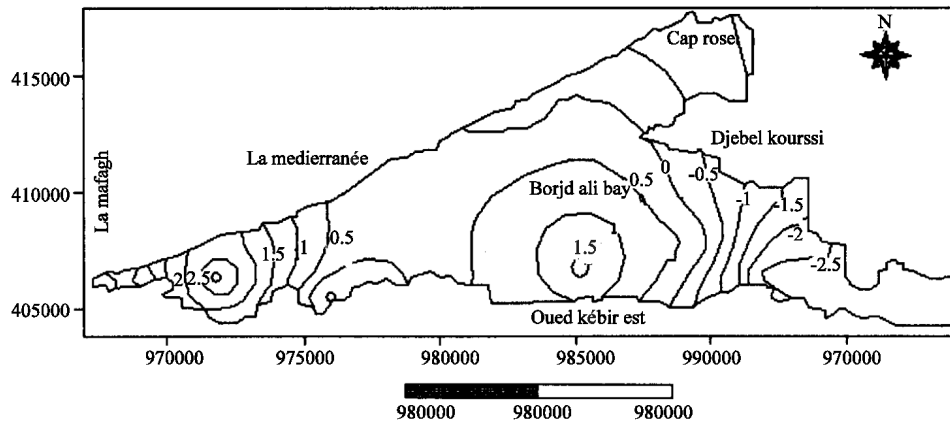 N
Cap rose
415000
Djebel kourssi
La medierranée
410000
La mafagh
Borjd ali bay
0.5
0
-0.5
-1
-1.5
-2
-2.5
1.5
0.5
1
1.5
2
2.5
405000
Oued kébir est
970000 975000 980000 985000 990000 970000
980000 980000 980000